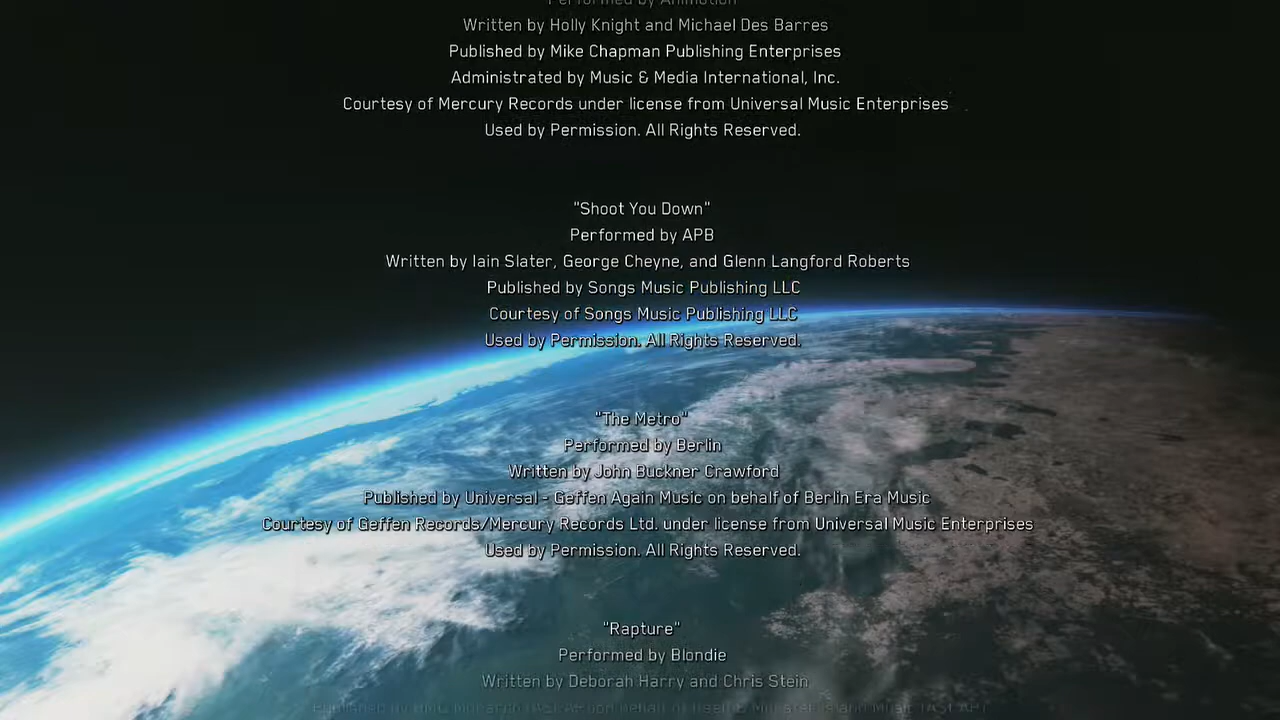 Performed by Animotion
Written by Holly Knight and Michael Des Barres
Published by Mike Chapman Publishing Enterprises
Administrated by Music & Media International, Inc.
Courtesy of Mercury Records under license from Universal Music Enterprises
Used by Permission. All Rights Reserved.
"Shoot You Down"
Performed by APB
Written by Iain Slater, George Cheyne, and Glenn Langford Roberts
Published by Songs Music Publishing LLC
Courtesy of Songs Music Publishing LLC
Used by Permission. All Rights Reserved.
"The Metro"
Performed by Berlin
Written by John Buckner Crawford
Published by Universal - Geffen Again Music on behalf of Berlin Era Music
Courtesy of Geffen Records/Mercury Records Ltd. under license from Universal Music Enterprises
Used by Permission. All Rights Reserved.
"Rapture"
Performed by Blondie
Written by Deborah Harry and Chris Stein
Published by